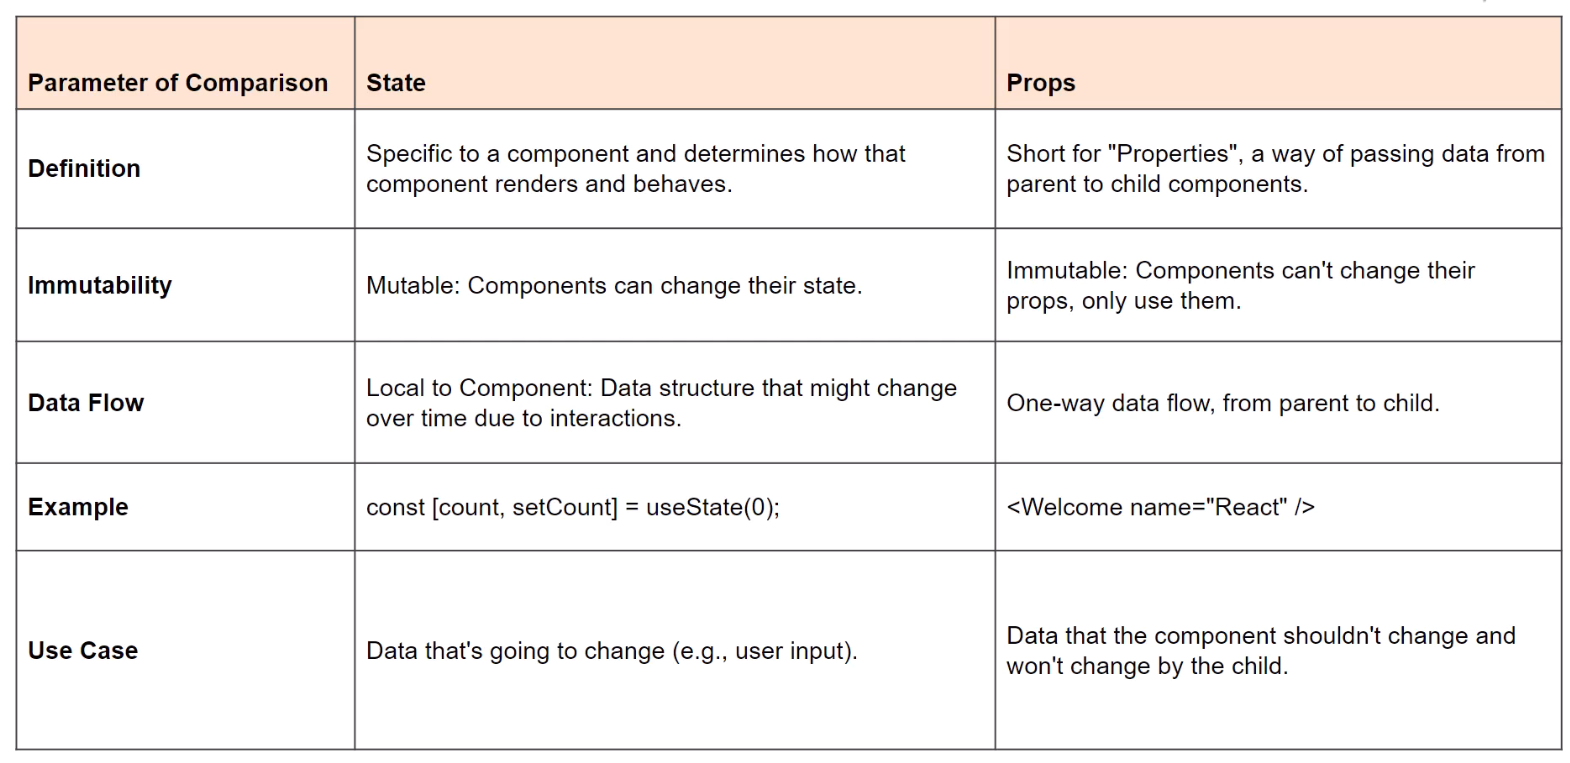 Parameter of Comparison
State
Props
Definition
Specific to a component and determines how that
component renders and behaves.
Short for "Properties", a way of passing data from
parent to child components.
Immutability
Mutable: Components can change their state.
Immutable: Components can't change their
props, only use them.
Data Flow
Local to Component: Data structure that might change
over time due to interactions.
One-way data flow, from parent to child.
Example
const [count, setCount] = useState(0);
<Welcome name="React" />
Use Case
Data that's going to change (e.g., user input).
Data that the component shouldn't change and
won't change by the child.